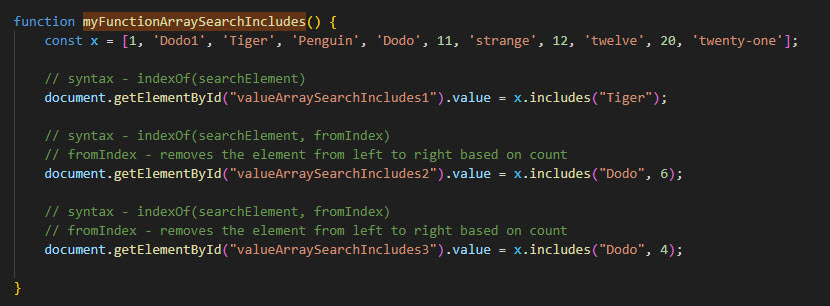 function myFunctionArraySearchIncludes() {
const x = [1, 'Dodo1', 'Tiger', 'Penguin', 'Dodo', 11, 'strange', 12, 'twelve', 20, 'twenty-one'];
// syntax - indexOf(searchElement)
document.getElementById("valueArraySearchIncludes1").value = x.includes("Tiger");
// syntax - indexOf(searchElement, fromIndex)
// fromIndex - removes the element from left to right based on count
document.getElementById("valueArraySearchIncludes2").value = x.includes("Dodo", 6);
// syntax - indexOf(searchElement, fromIndex)
// fromIndex - removes the element from left to right based on count
document.getElementById("valueArraySearchIncludes3").value = x.includes("Dodo", 4);
}